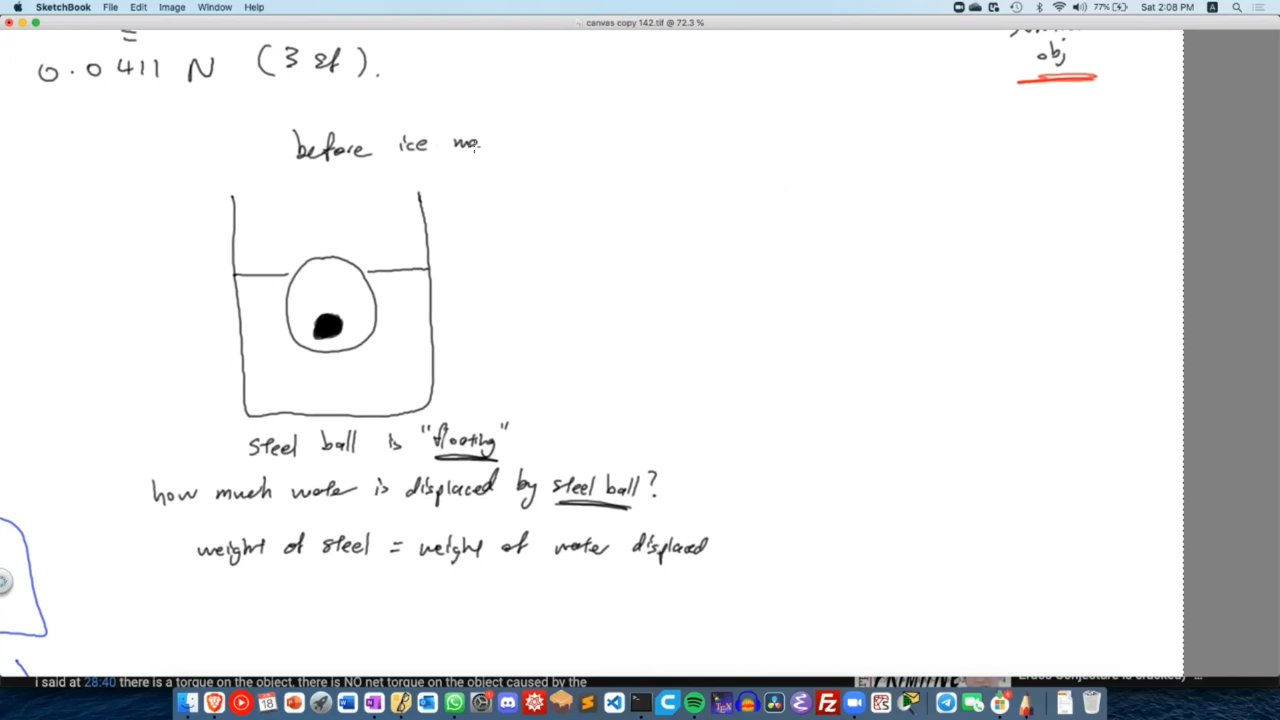 SketchBook File Edit Image Window Help 77% Sat 2:08 PM
canvas copy 142.tif @ 72.3 %
=
0.0411 N (3 sf).
obj
before ice me
steel ball is "floating"
how much water is displaced by steel ball?
weight of steel = weight of water displaced
i said at 28:40 there is a torque on the object, there is NO net torque on the object caused by the